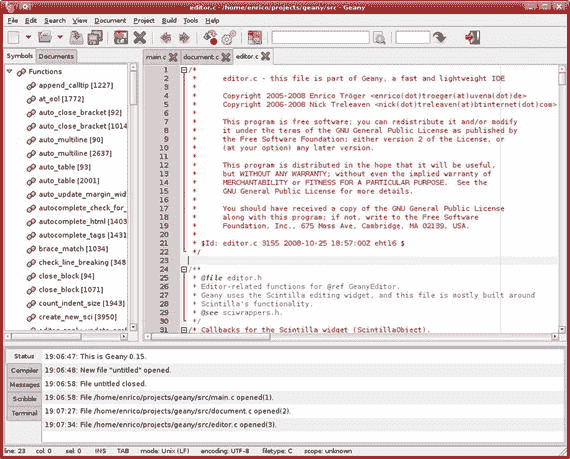 editor.c - /home/enrico/projects/geany/src - Geany
File Edit Search View Document Project Build Tools Help
Symbols Documents
main.c document.c editor.c
Functions
append_calltip [1227]
at_eol [1772]
auto_close_bracket [92]
auto_close_bracket [1014
auto_multiline [90]
auto_multiline [2637]
auto_table [93]
auto_table [2001]
auto_update_margin_wid
autocomplete_check_for_
autocomplete_html [1403
autocomplete_tags [1431
brace_match [1034]
check_line_breaking [348
close_block [94]
close_block [1071]
count_indent_size [1943]
create_new_sci [3950]
1 /*
2 * editor.c - this file is part of Geany, a fast and lightweight IDE
3 *
4 * Copyright 2005-2008 Enrico Tröger <enrico(dot)troeger(at)uvena(dot)de>
5 * Copyright 2006-2008 Nick Treleaven <nick(dot)treleaven(at)btinternet(dot)com>
6 *
7 * This program is free software; you can redistribute it and/or modify
8 * it under the terms of the GNU General Public License as published by
9 * the Free Software Foundation; either version 2 of the License, or
10 * (at your option) any later version.
11 *
12 * This program is distributed in the hope that it will be useful,
13 * but WITHOUT ANY WARRANTY; without even the implied warranty of
14 * MERCHANTABILITY or FITNESS FOR A PARTICULAR PURPOSE. See the
15 * GNU General Public License for more details.
16 *
17 * You should have received a copy of the GNU General Public License
18 * along with this program; if not, write to the Free Software
19 * Foundation, Inc., 675 Mass Ave, Cambridge, MA 02139, USA.
20 *
21 * $Id: editor.c 3155 2008-10-25 18:57:00Z eht16 $
22 */
23
24 /**
25 * @file editor.h
26 * Editor-related functions for @ref GeanyEditor.
27 * Geany uses the Scintilla editing widget, and this file is mostly built around
28 * Scintilla's functionality.
29 * @see sciwrappers.h.
30 */
31 /* Callbacks for the Scintilla widget (ScintillaObject).
Status
Compiler
Messages
Scribble
Terminal
19:06:47: This is Geany 0.15.
19:06:48: New file "untitled" opened.
19:06:58: File untitled closed.
19:06:58: File /home/enrico/projects/geany/src/main.c opened(1).
19:07:27: File /home/enrico/projects/geany/src/document.c opened(2).
19:07:34: File /home/enrico/projects/geany/src/editor.c opened(3).
line: 23 col: 0 sel: 0 INS TAB mode: Unix (LF) encoding: UTF-8 filetype: C scope: unknown